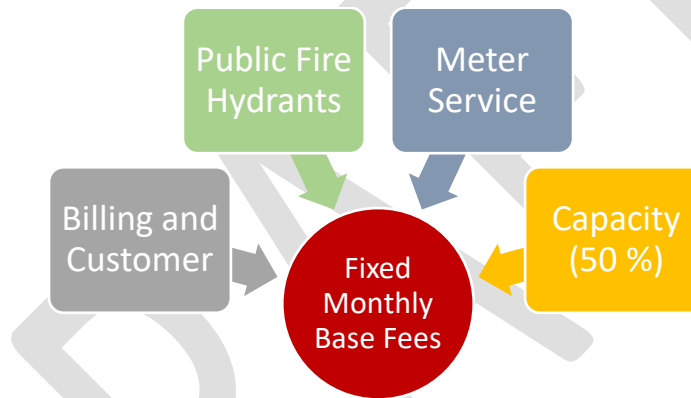 Public Fire
Hydrants
Meter
Service
Billing and
Customer
Capacity
(50 %)
Fixed
Monthly
Base Fees